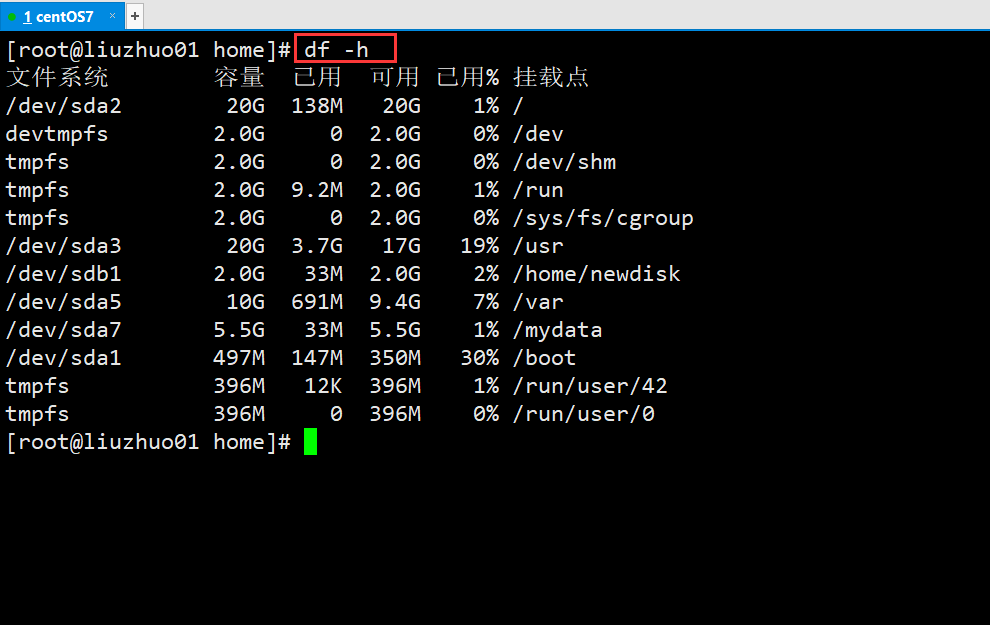 1 centOS7 × +
[root@liuzhuo01 home]# df -h
文件系统 容量 已用 可用 已用% 挂载点
/dev/sda2 20G 138M 20G 1% /
devtmpfs 2.0G 0 2.0G 0% /dev
tmpfs 2.0G 0 2.0G 0% /dev/shm
tmpfs 2.0G 9.2M 2.0G 1% /run
tmpfs 2.0G 0 2.0G 0% /sys/fs/cgroup
/dev/sda3 20G 3.7G 17G 19% /usr
/dev/sdb1 2.0G 33M 2.0G 2% /home/newdisk
/dev/sda5 10G 691M 9.4G 7% /var
/dev/sda7 5.5G 33M 5.5G 1% /mydata
/dev/sda1 497M 147M 350M 30% /boot
tmpfs 396M 12K 396M 1% /run/user/42
tmpfs 396M 0 396M 0% /run/user/0
[root@liuzhuo01 home]#